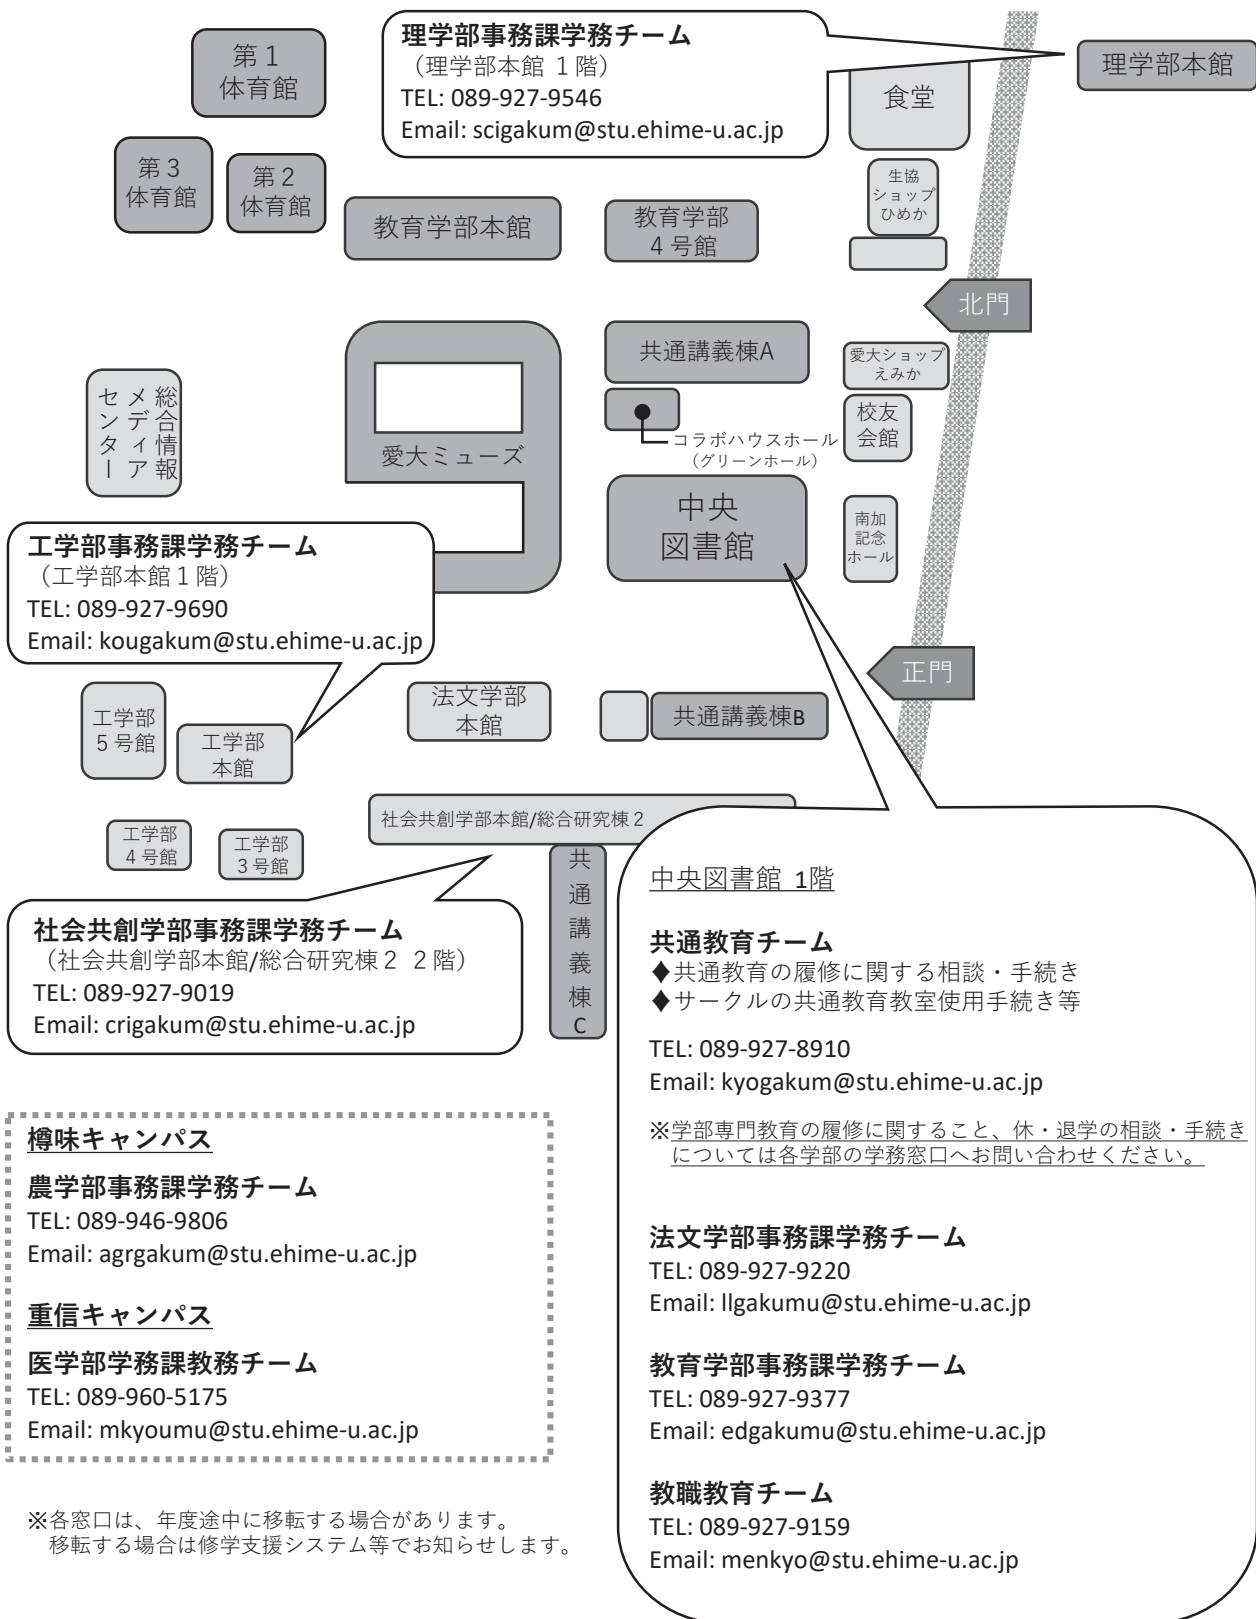 理学部事務課学務チーム
（理学部本館 1階）
TEL: 089-927-9546
Email: scigakum@stu.ehime-u.ac.jp
第１
体育館
理学部本館
食堂
第３
体育館
第２
体育館
生協
ショップ
ひめか
教育学部本館
教育学部
４号館
北門
共通講義棟A
愛大ショップ
えみか
総合情報
メディア
センター
校友
会館
コラボハウスホール
（グリーンホール）
愛大ミューズ
中央
図書館
南加
記念
ホール
工学部事務課学務チーム
（工学部本館１階）
TEL: 089-927-9690
Email: kougakum@stu.ehime-u.ac.jp
正門
工学部
５号館
工学部
本館
法文学部
本館
共通講義棟B
社会共創学部本館/総合研究棟２
工学部
４号館
工学部
３号館
共通講義棟C
社会共創学部事務課学務チーム
（社会共創学部本館/総合研究棟２ ２階）
TEL: 089-927-9019
Email: crigakum@stu.ehime-u.ac.jp
中央図書館 1階
共通教育チーム
♦共通教育の履修に関する相談・手続き
♦サークルの共通教育教室使用手続き等
TEL: 089-927-8910
Email: kyogakum@stu.ehime-u.ac.jp
※学部専門教育の履修に関すること、休・退学の相談・手続き
については各学部の学務窓口へお問い合わせください。
法文学部事務課学務チーム
TEL: 089-927-9220
Email: llgakumu@stu.ehime-u.ac.jp
教育学部事務課学務チーム
TEL: 089-927-9377
Email: edgakumu@stu.ehime-u.ac.jp
教職教育チーム
TEL: 089-927-9159
Email: menkyo@stu.ehime-u.ac.jp
樽味キャンパス
農学部事務課学務チーム
TEL: 089-946-9806
Email: agrgakum@stu.ehime-u.ac.jp
重信キャンパス
医学部学務課教務チーム
TEL: 089-960-5175
Email: mkyoumu@stu.ehime-u.ac.jp
※各窓口は、年度途中に移転する場合があります。
移転する場合は修学支援システム等でお知らせします。